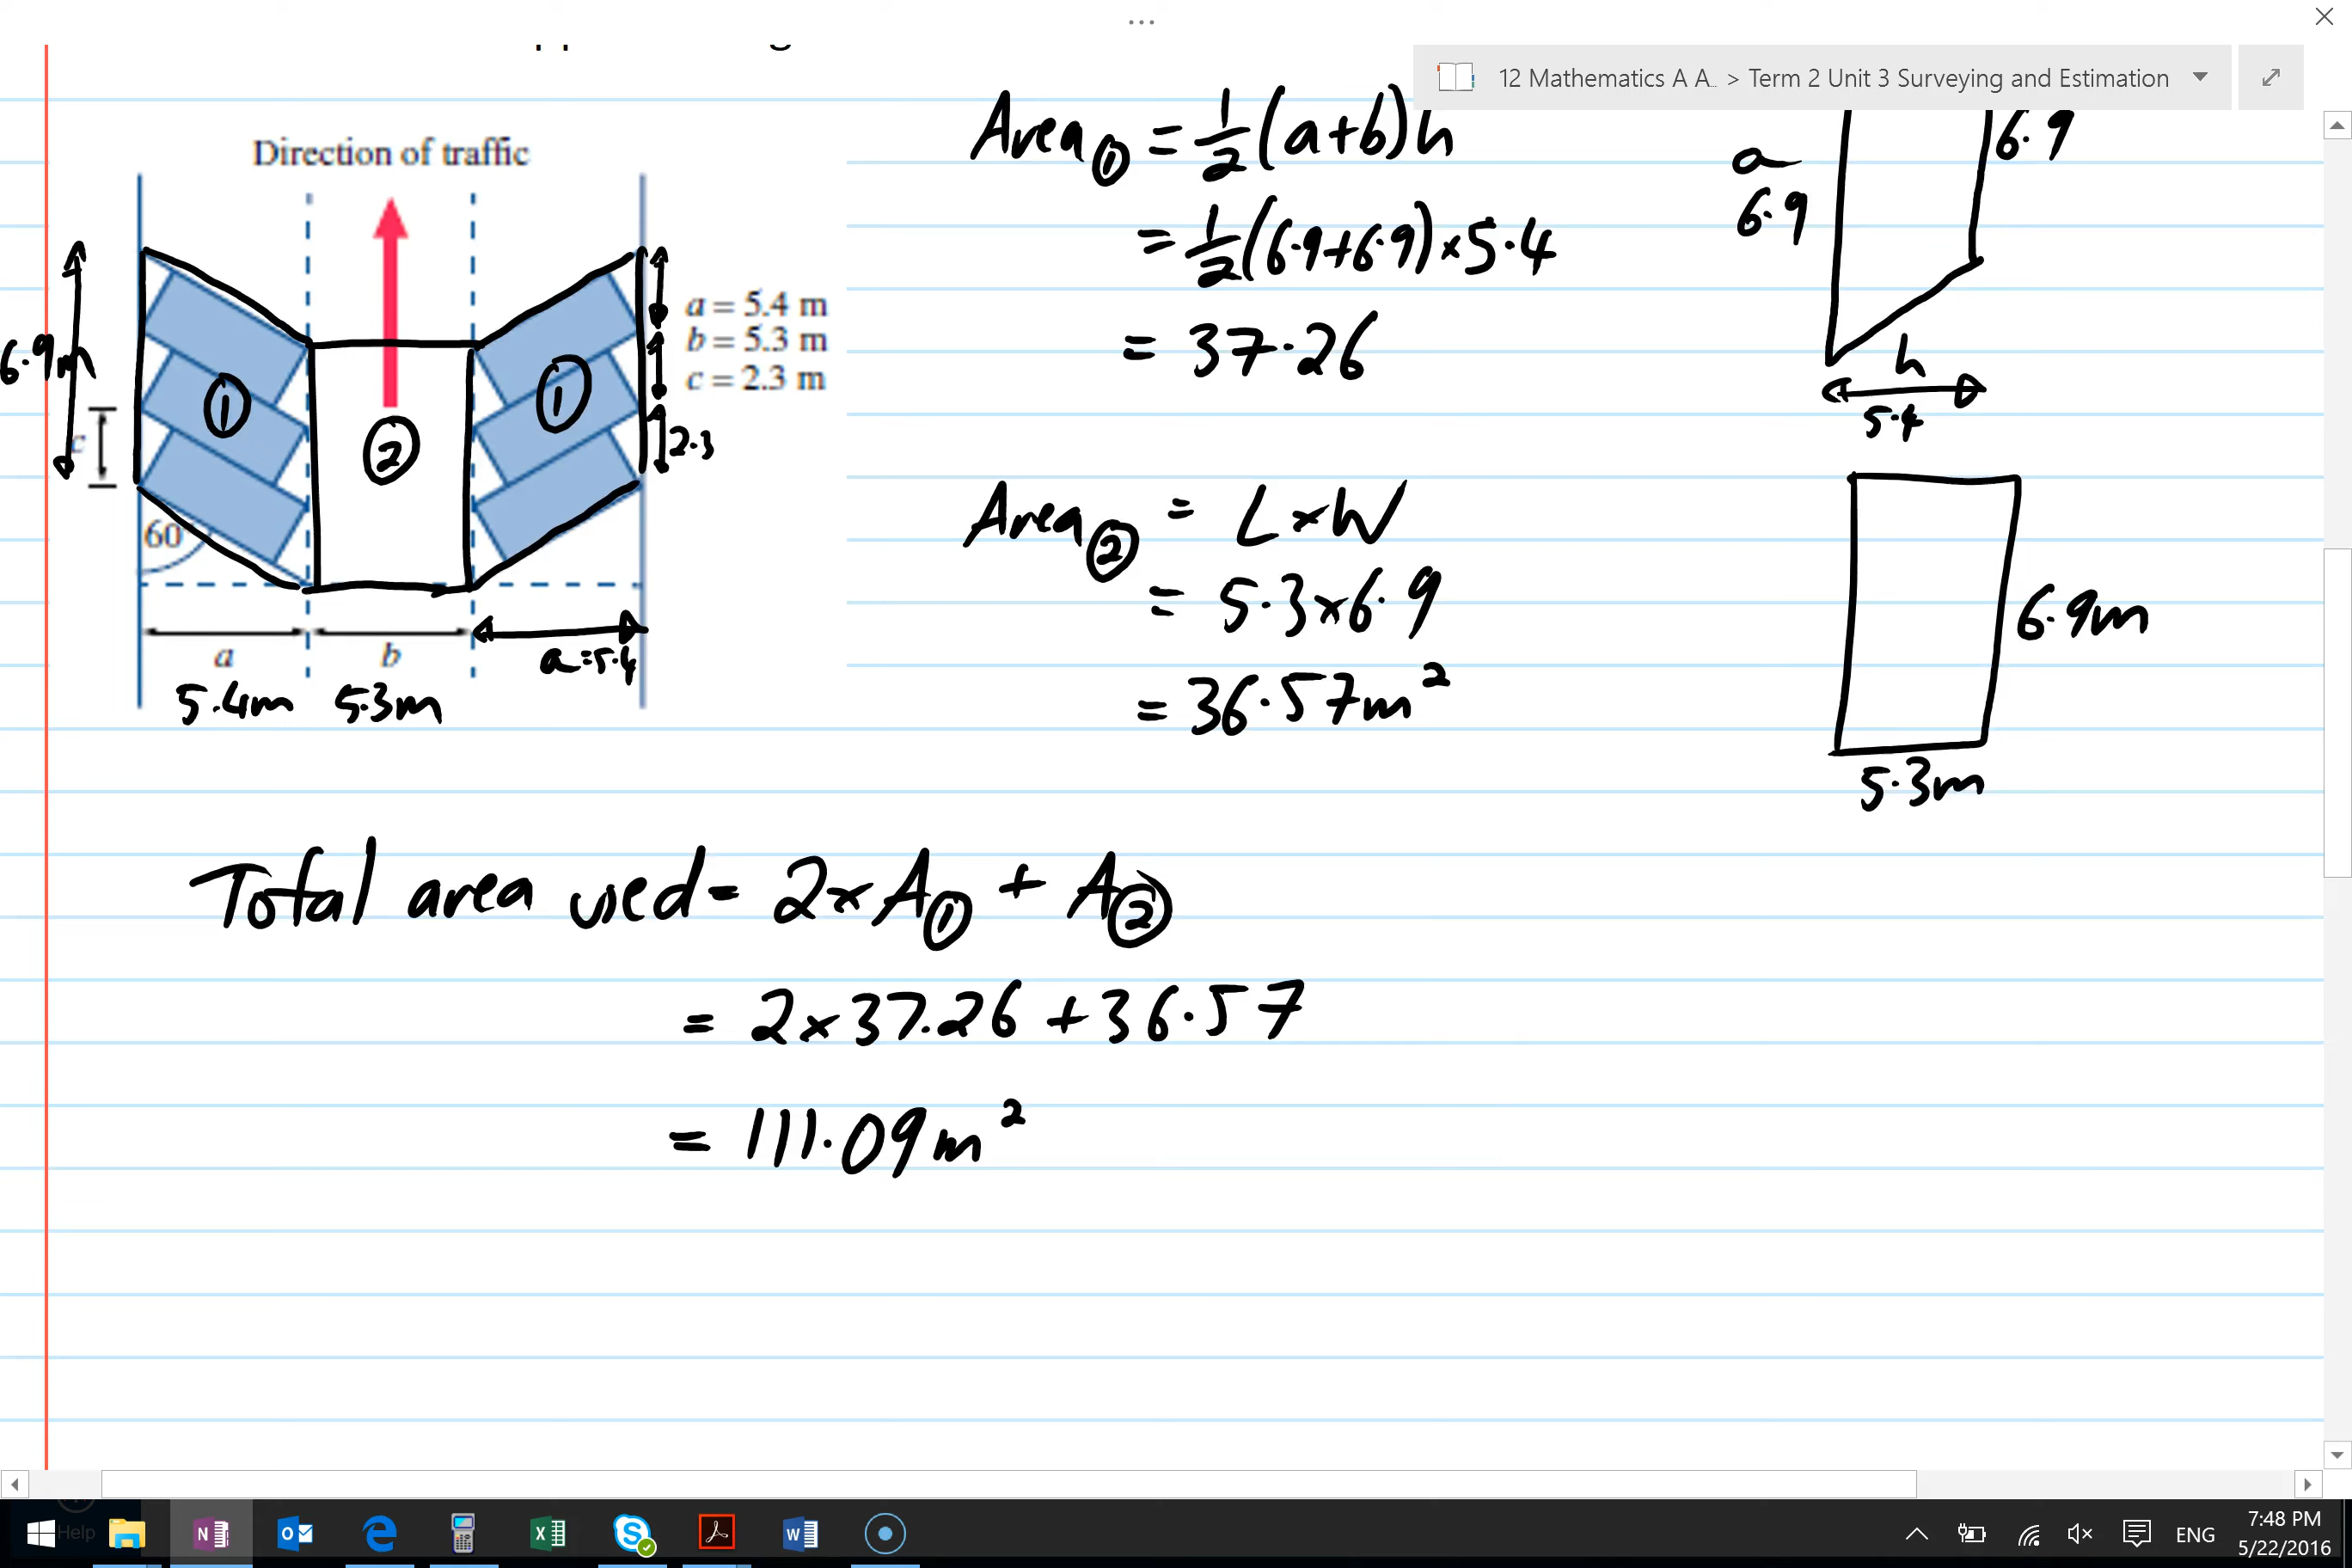 12 Mathematics A A... > Term 2 Unit 3 Surveying and Estimation
Direction of traffic
6.9m
c
60
a = 5.4 m
b = 5.3 m
c = 2.3 m
2.3
①
②
①
a
b
a=5.4
5.4m
5.3m
Area① = ½(a+b)h
= ½(6.9+6.9)×5.4
= 37.26
a
6.9
6.9
h
5.4
Area② = L×W
= 5.3×6.9
= 36.57m²
6.9m
5.3m
Total area used = 2×A① + A②
= 2×37.26 + 36.57
= 111.09m²
Help
ENG
7:48 PM
5/22/2016